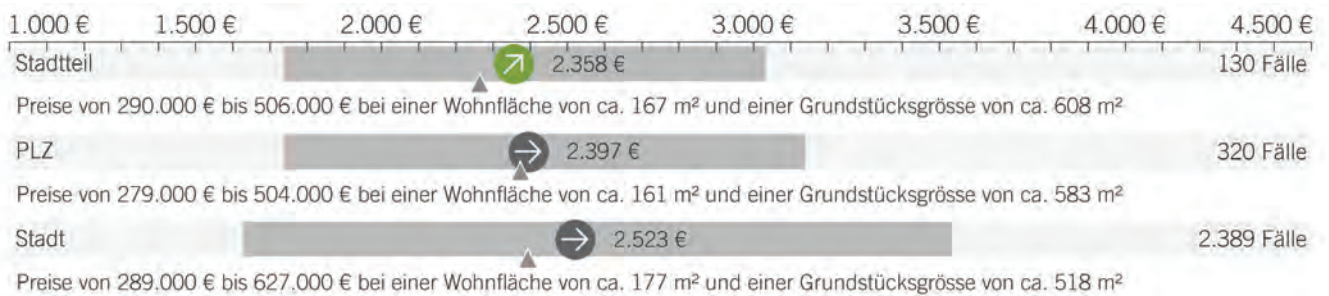 1.000 € 1.500 € 2.000 € 2.500 € 3.000 € 3.500 € 4.000 € 4.500 €
Stadtteil 2.358 € 130 Fälle
Preise von 290.000 € bis 506.000 € bei einer Wohnfläche von ca. 167 m² und einer Grundstücksgrösse von ca. 608 m²
PLZ 2.397 € 320 Fälle
Preise von 279.000 € bis 504.000 € bei einer Wohnfläche von ca. 161 m² und einer Grundstücksgrösse von ca. 583 m²
Stadt 2.523 € 2.389 Fälle
Preise von 289.000 € bis 627.000 € bei einer Wohnfläche von ca. 177 m² und einer Grundstücksgrösse von ca. 518 m²